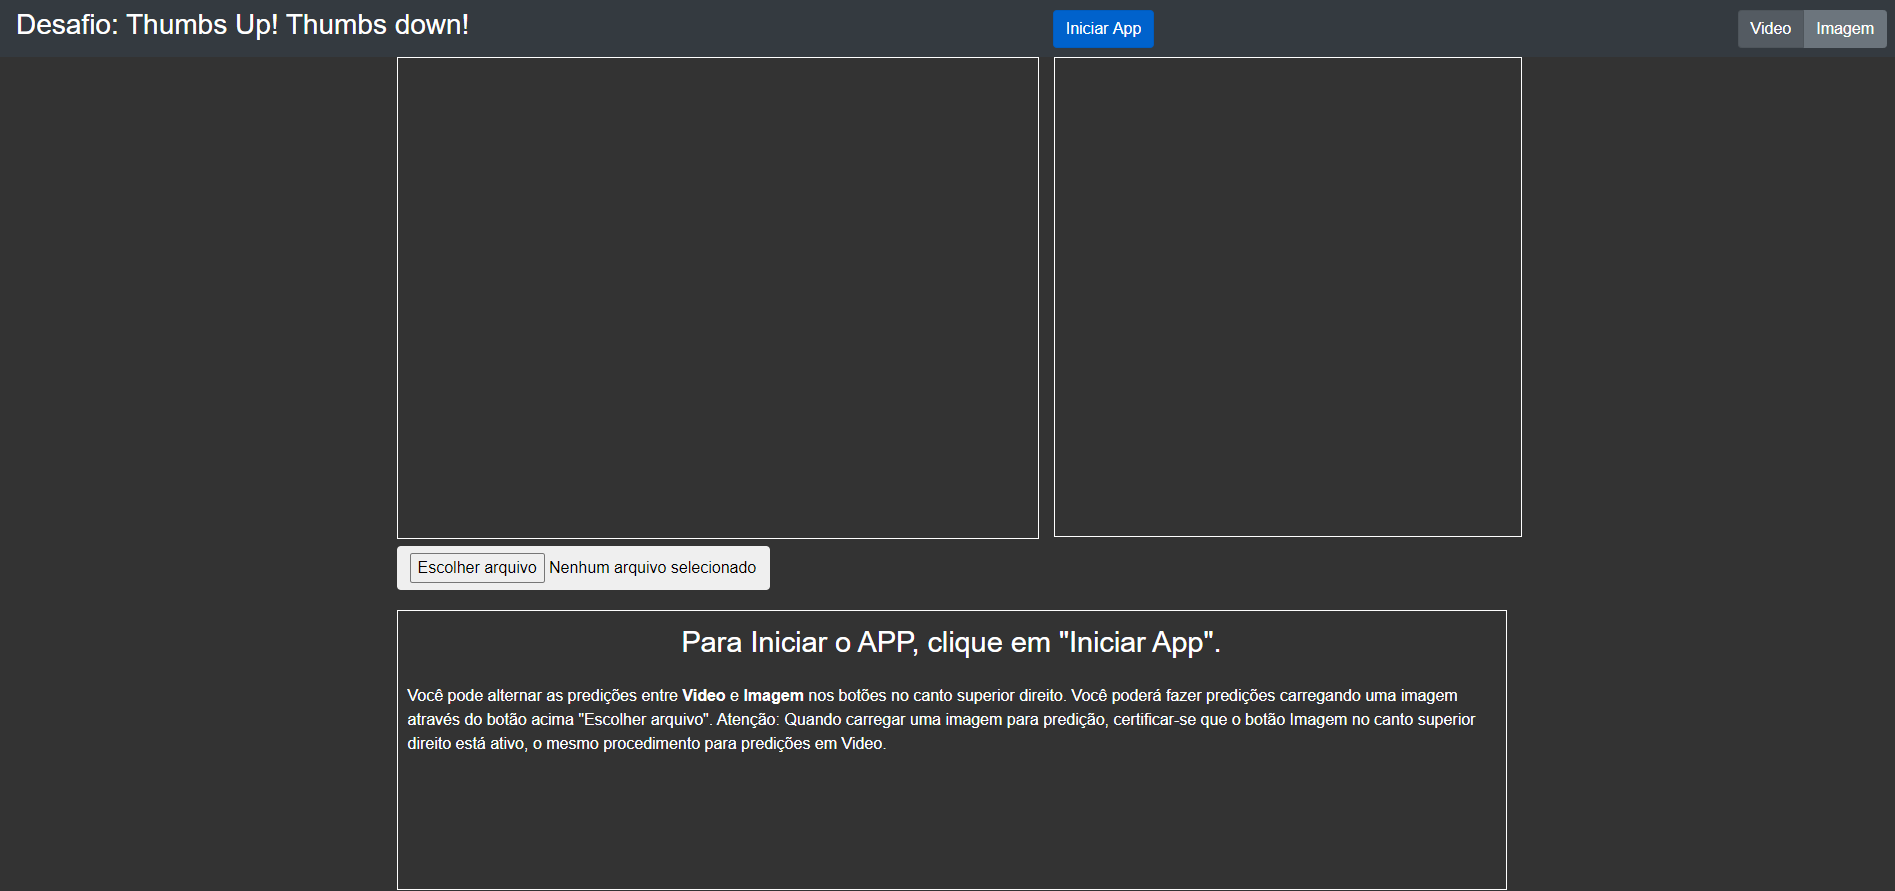 Desafio: Thumbs Up! Thumbs down!
Iniciar App
Video
Imagem
Escolher arquivo Nenhum arquivo selecionado
Para Iniciar o APP, clique em "Iniciar App".
Você pode alternar as predições entre Video e Imagem nos botões no canto superior direito. Você poderá fazer predições carregando uma imagem
através do botão acima "Escolher arquivo". Atenção: Quando carregar uma imagem para predição, certificar-se que o botão Imagem no canto superior
direito está ativo, o mesmo procedimento para predições em Video.